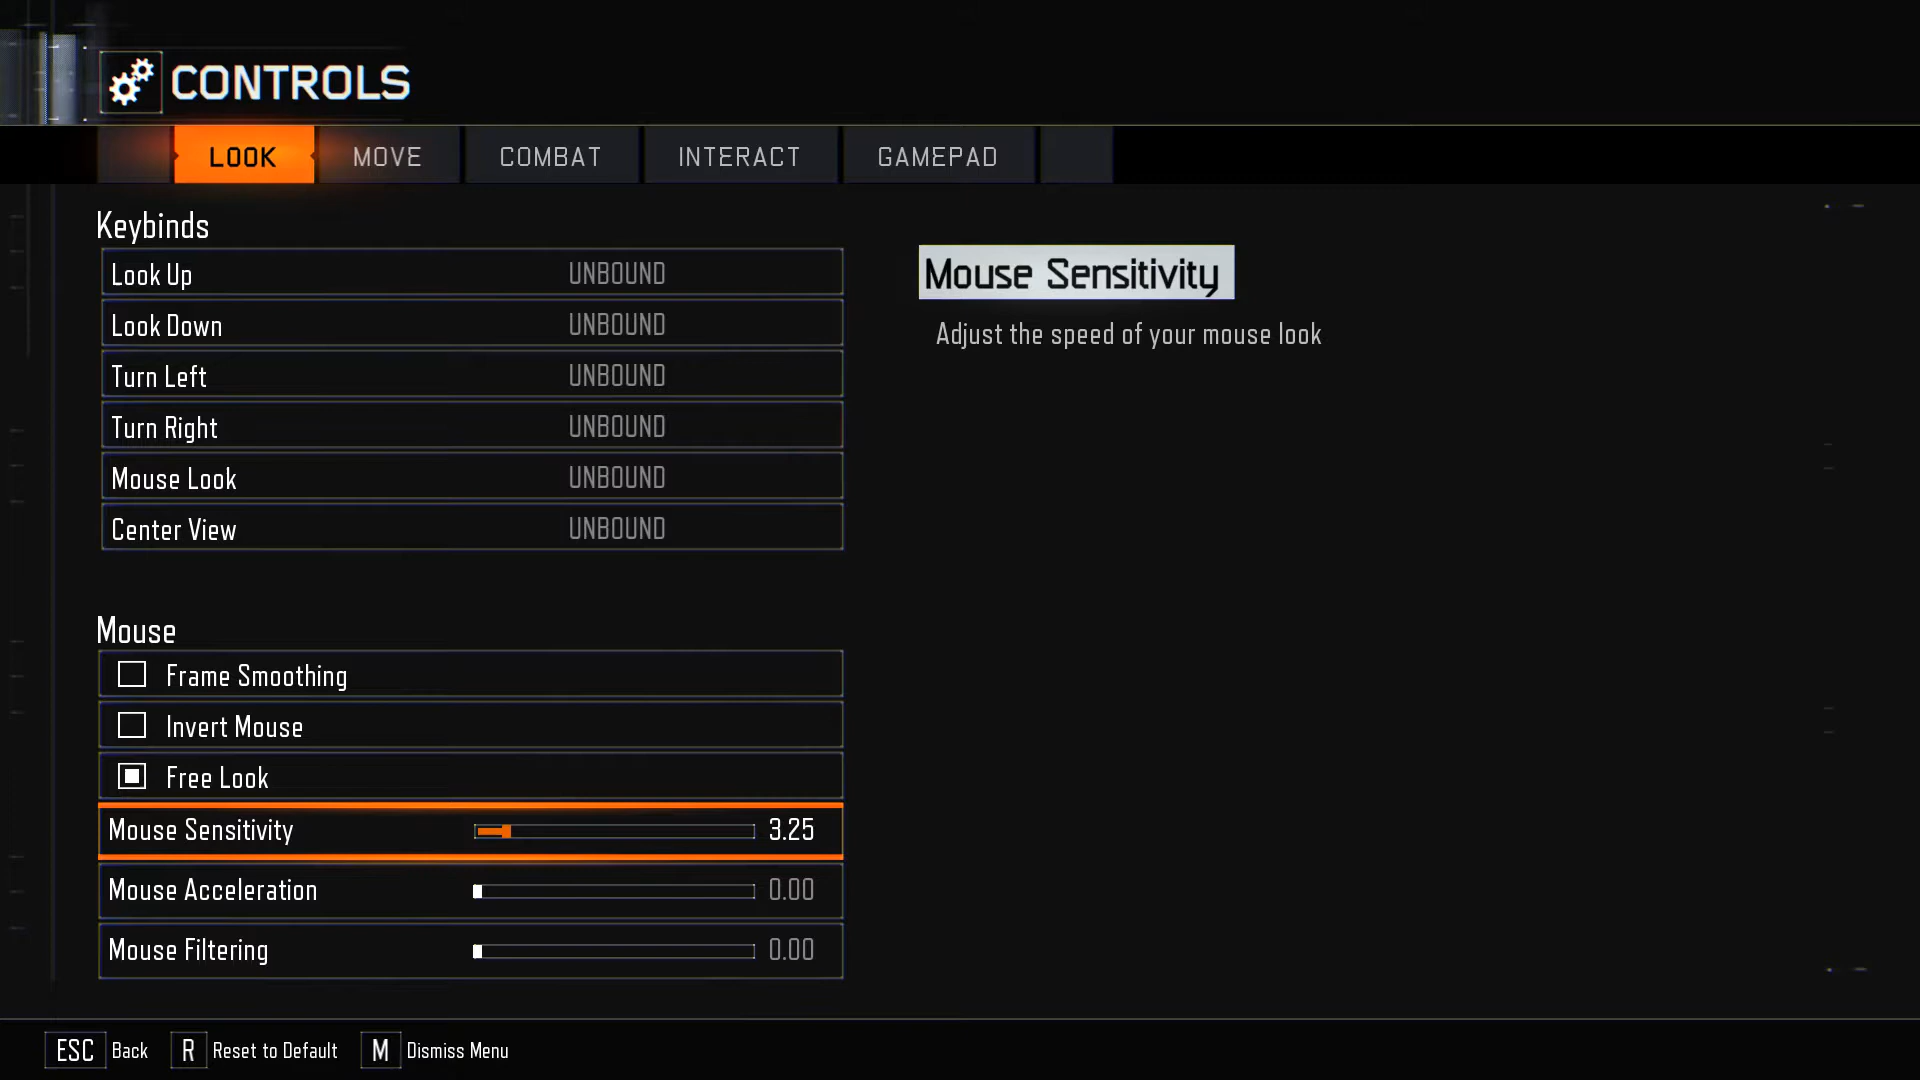 CONTROLS
LOOK MOVE COMBAT INTERACT GAMEPAD
Keybinds
Look Up UNBOUND
Look Down UNBOUND
Turn Left UNBOUND
Turn Right UNBOUND
Mouse Look UNBOUND
Center View UNBOUND
Mouse Sensitivity
Adjust the speed of your mouse look
Mouse
Frame Smoothing
Invert Mouse
Free Look
Mouse Sensitivity 3.25
Mouse Acceleration 0.00
Mouse Filtering 0.00
ESC Back R Reset to Default M Dismiss Menu